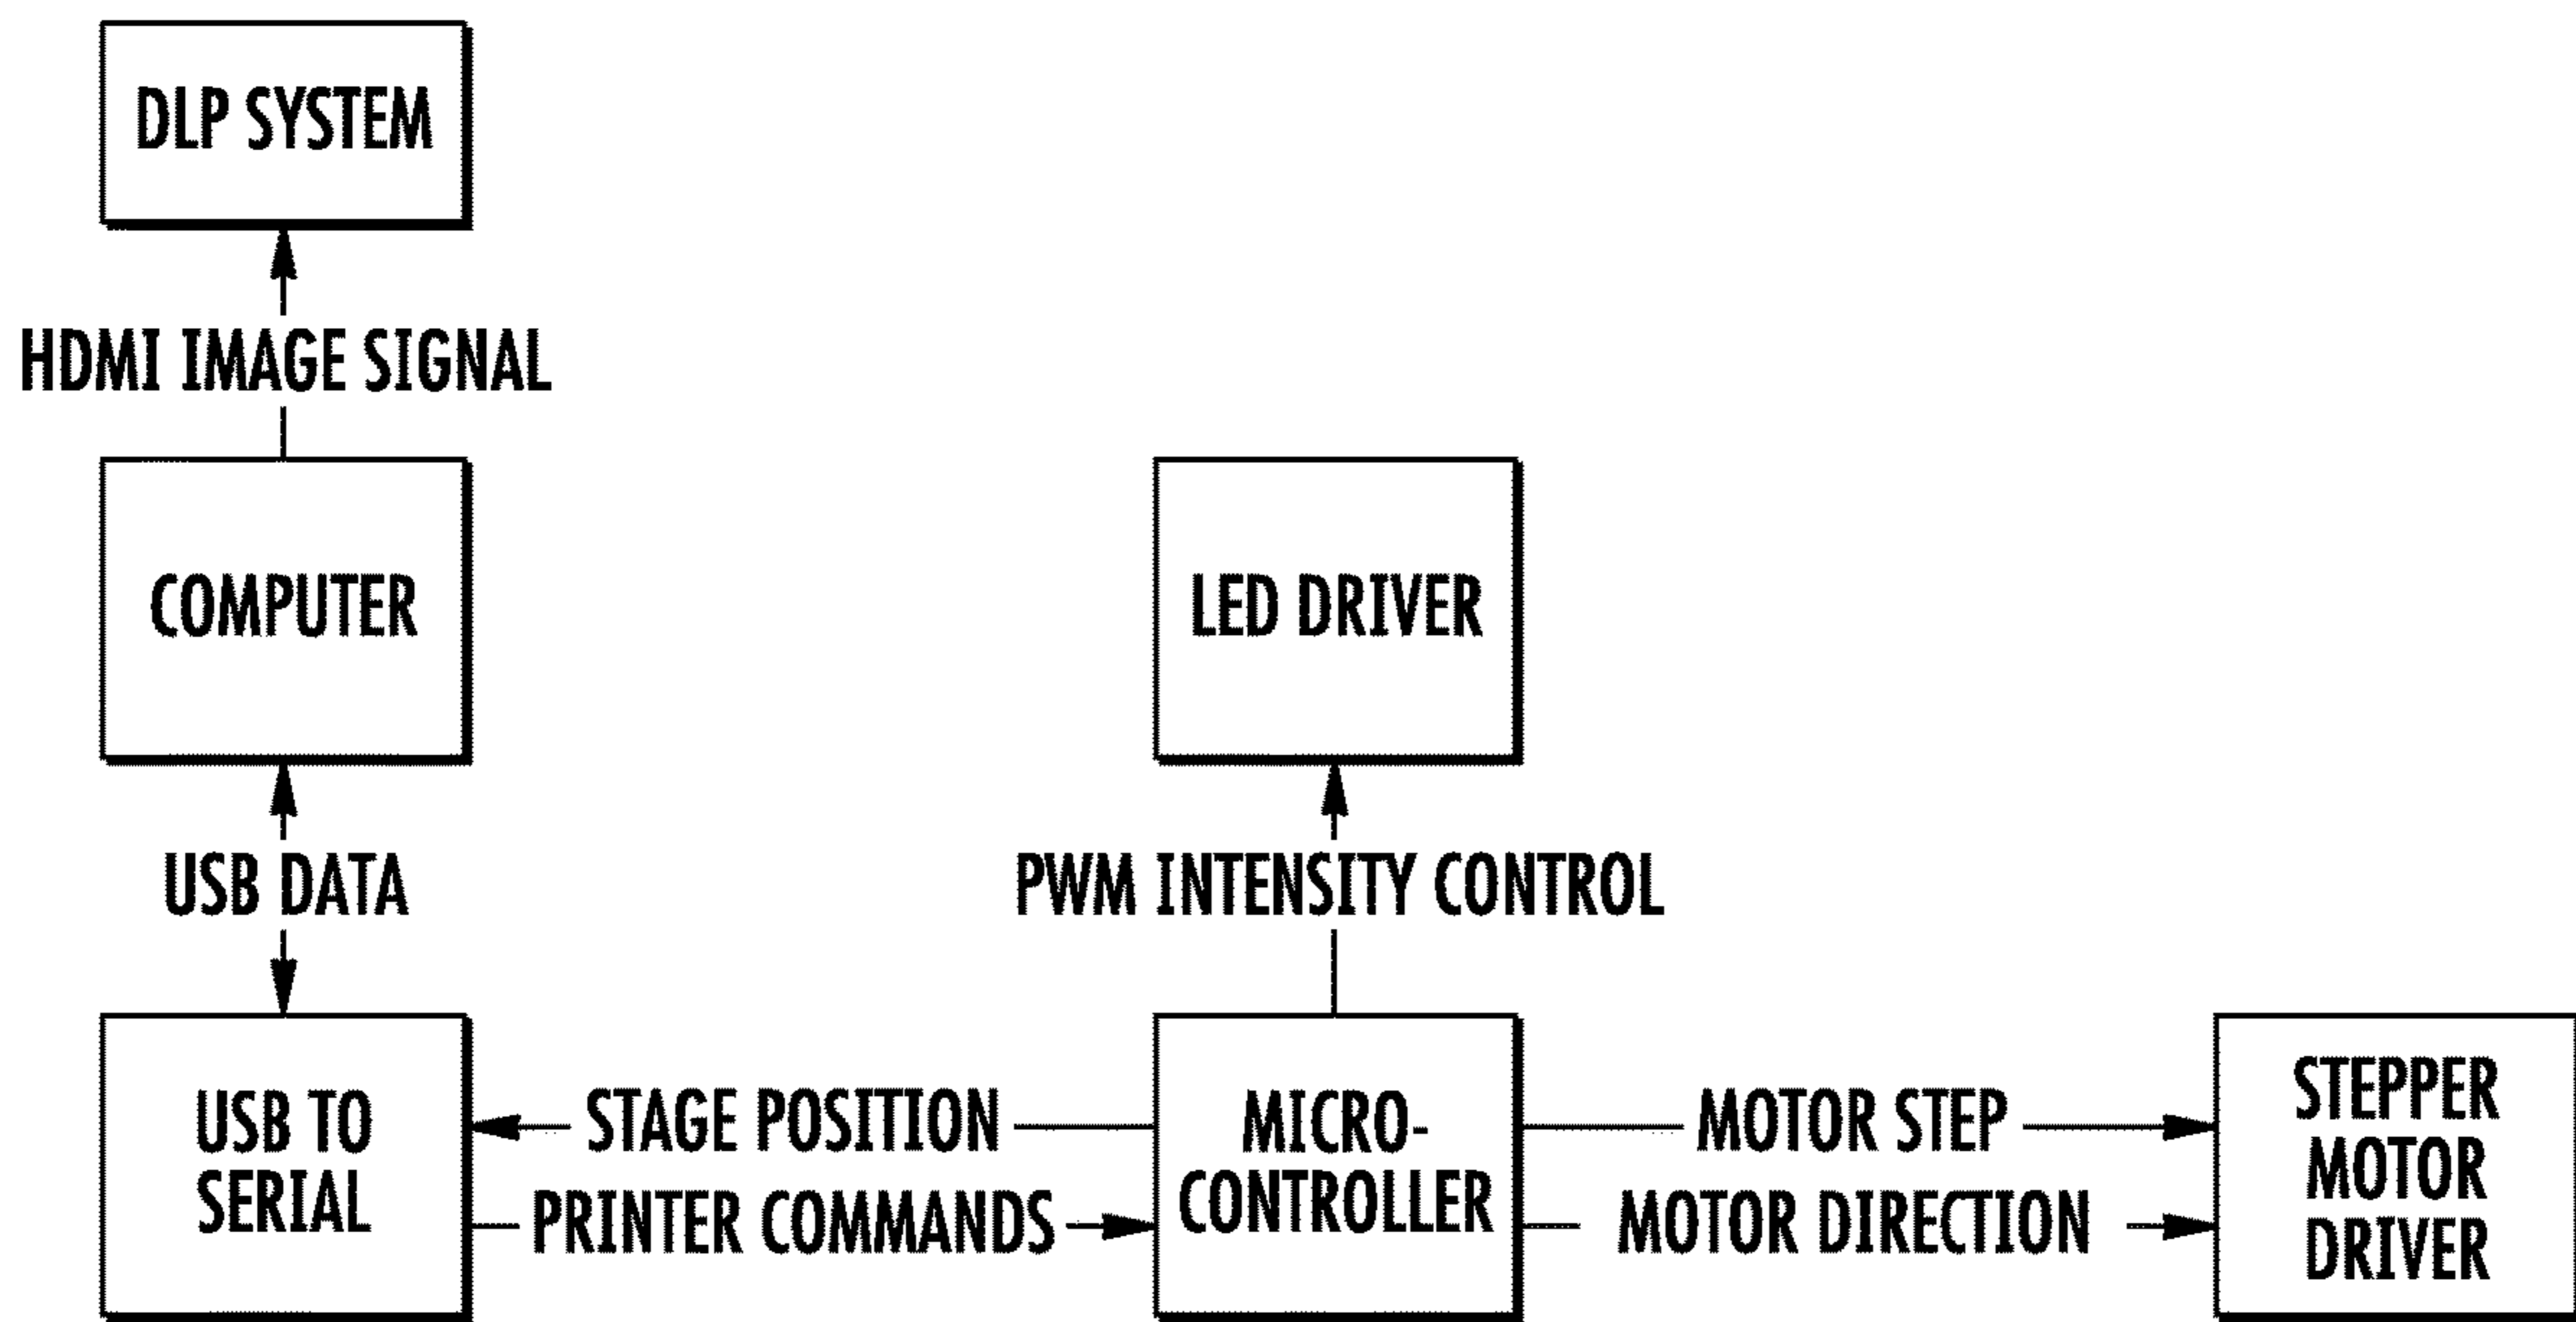 DLP SYSTEM
HDMI IMAGE SIGNAL
COMPUTER
LED DRIVER
USB DATA
PWM INTENSITY CONTROL
USB TO
SERIAL
STAGE POSITION
PRINTER COMMANDS
MICRO-
CONTROLLER
MOTOR STEP
MOTOR DIRECTION
STEPPER
MOTOR
DRIVER